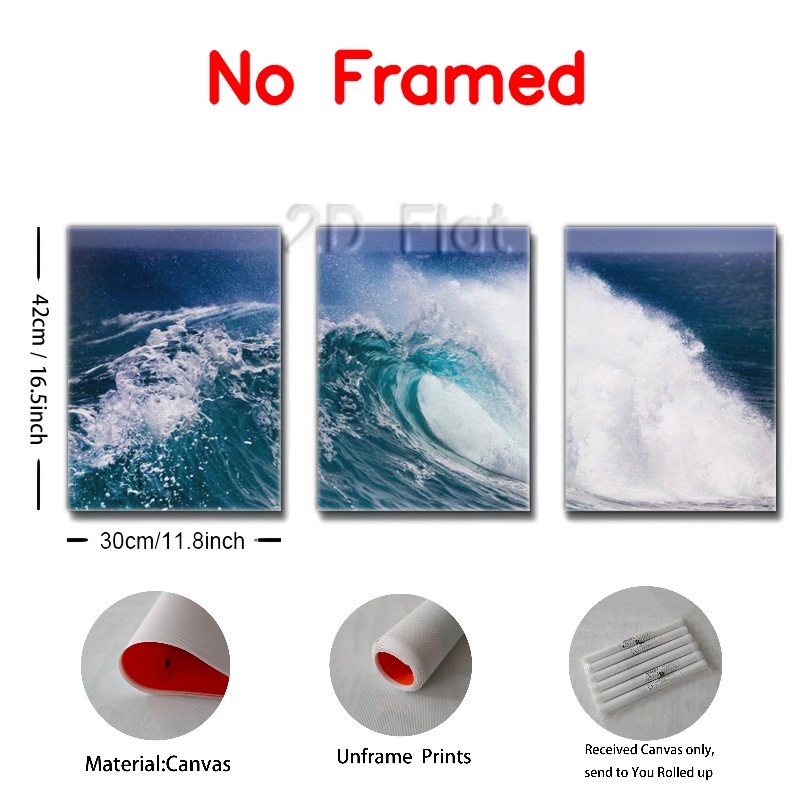 No Framed
2D Flat
42cm / 16.5inch
30cm/11.8inch
Material:Canvas
Unframe Prints
Received Canvas only,
send to You Rolled up